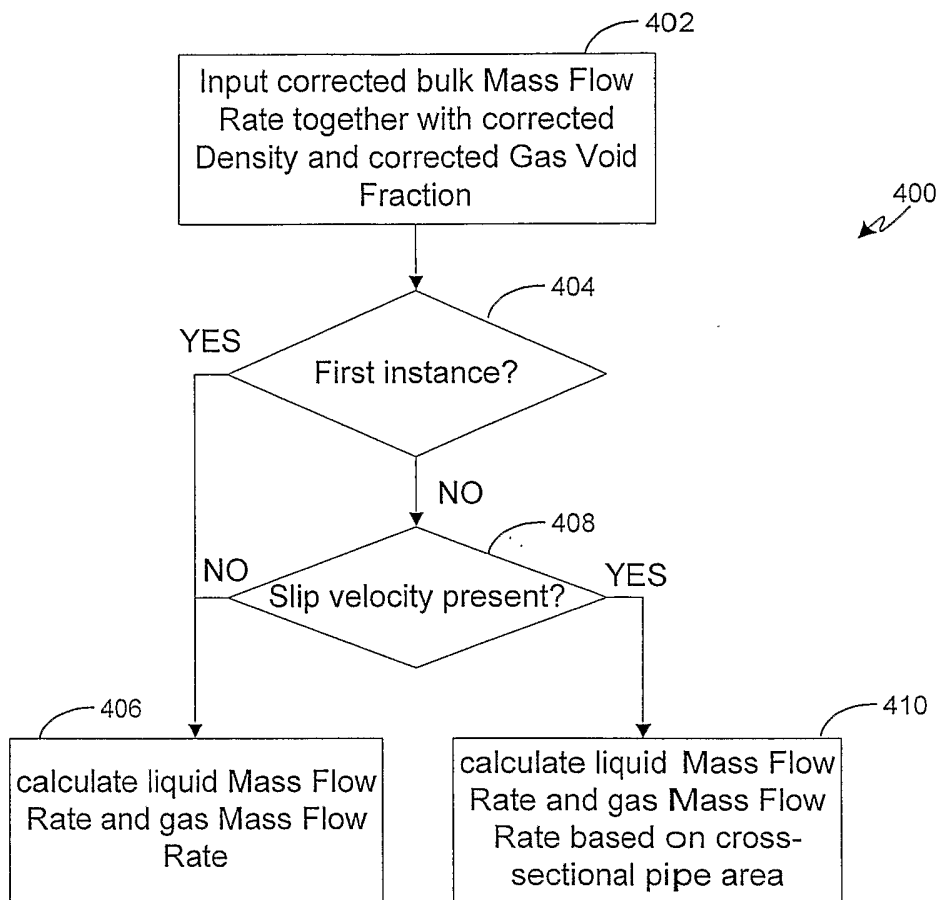 402
Input corrected bulk Mass Flow
Rate together with corrected
Density and corrected Gas Void
Fraction
400
404
YES
First instance?
NO
408
NO
YES
Slip velocity present?
406
410
calculate liquid Mass Flow
Rate and gas Mass Flow
Rate
calculate liquid Mass Flow
Rate and gas Mass Flow
Rate based on cross-
sectional pipe area